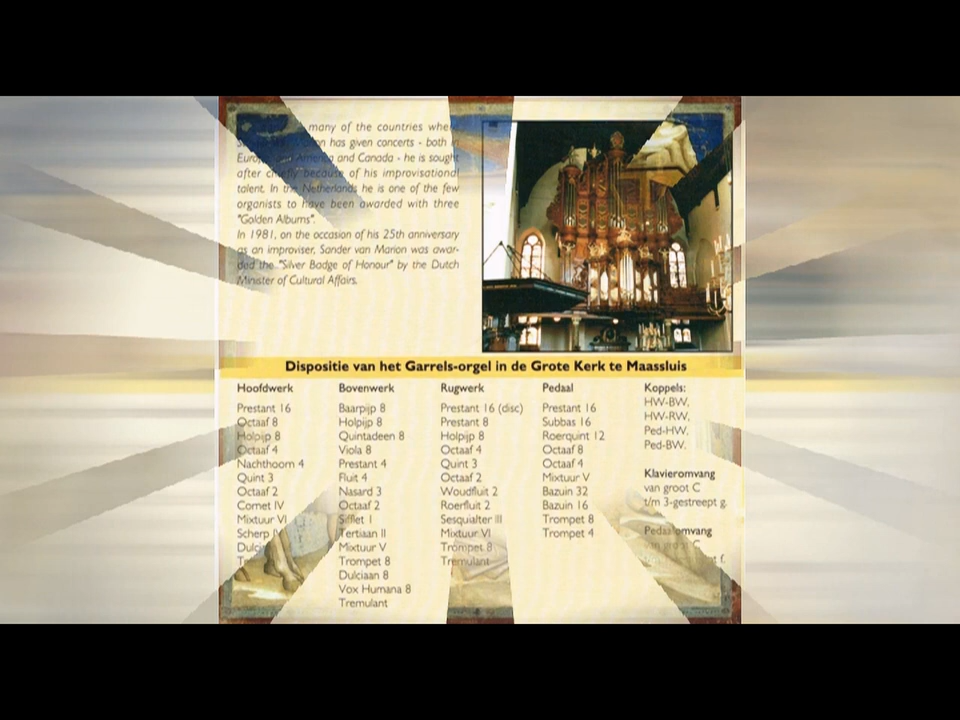 many of the countries where
has given concerts - both in
Europe, and America and Canada - he is sought
after chiefly because of his improvisational
talent. In the Netherlands he is one of the few
organists to have been awarded with three
"Golden Albums".
In 1981, on the occasion of his 25th anniversary
as an improviser, Sander van Marion was awar-
ded the "Silver Badge of Honour" by the Dutch
Minister of Cultural Affairs.
Dispositie van het Garrels-orgel in de Grote Kerk te Maassluis
Hoofdwerk
Prestant 16
Octaaf 8
Holpijp 8
Octaaf 4
Nachthoorn 4
Quint 3
Octaaf 2
Cornet IV
Mixtuur VI
Scherp IV
Bovenwerk
Baarpijp 8
Holpijp 8
Quintadeen 8
Viola 8
Prestant 4
Fluit 4
Nasard 3
Octaaf 2
Sifflet 1
Tertiaan II
Mixtuur V
Trompet 8
Dulciaan 8
Vox Humana 8
Tremulant
Rugwerk
Prestant 16 (disc)
Prestant 8
Holpijp 8
Octaaf 4
Quint 3
Octaaf 2
Woudfluit 2
Roerfluit 2
Sesqualter III
Mixtuur VI
Trompet 8
Tremulant
Pedaal
Prestant 16
Subbas 16
Roerquint 12
Octaaf 8
Octaaf 4
Mixtuur V
Bazuin 32
Bazuin 16
Trompet 8
Trompet 4
Koppels:
HW-BW,
HW-RW,
Ped-HW,
Ped-BW.
Klavieromvang
van groot C
t/m 3-gestreept g.
Pedaalomvang
van groot C
f.